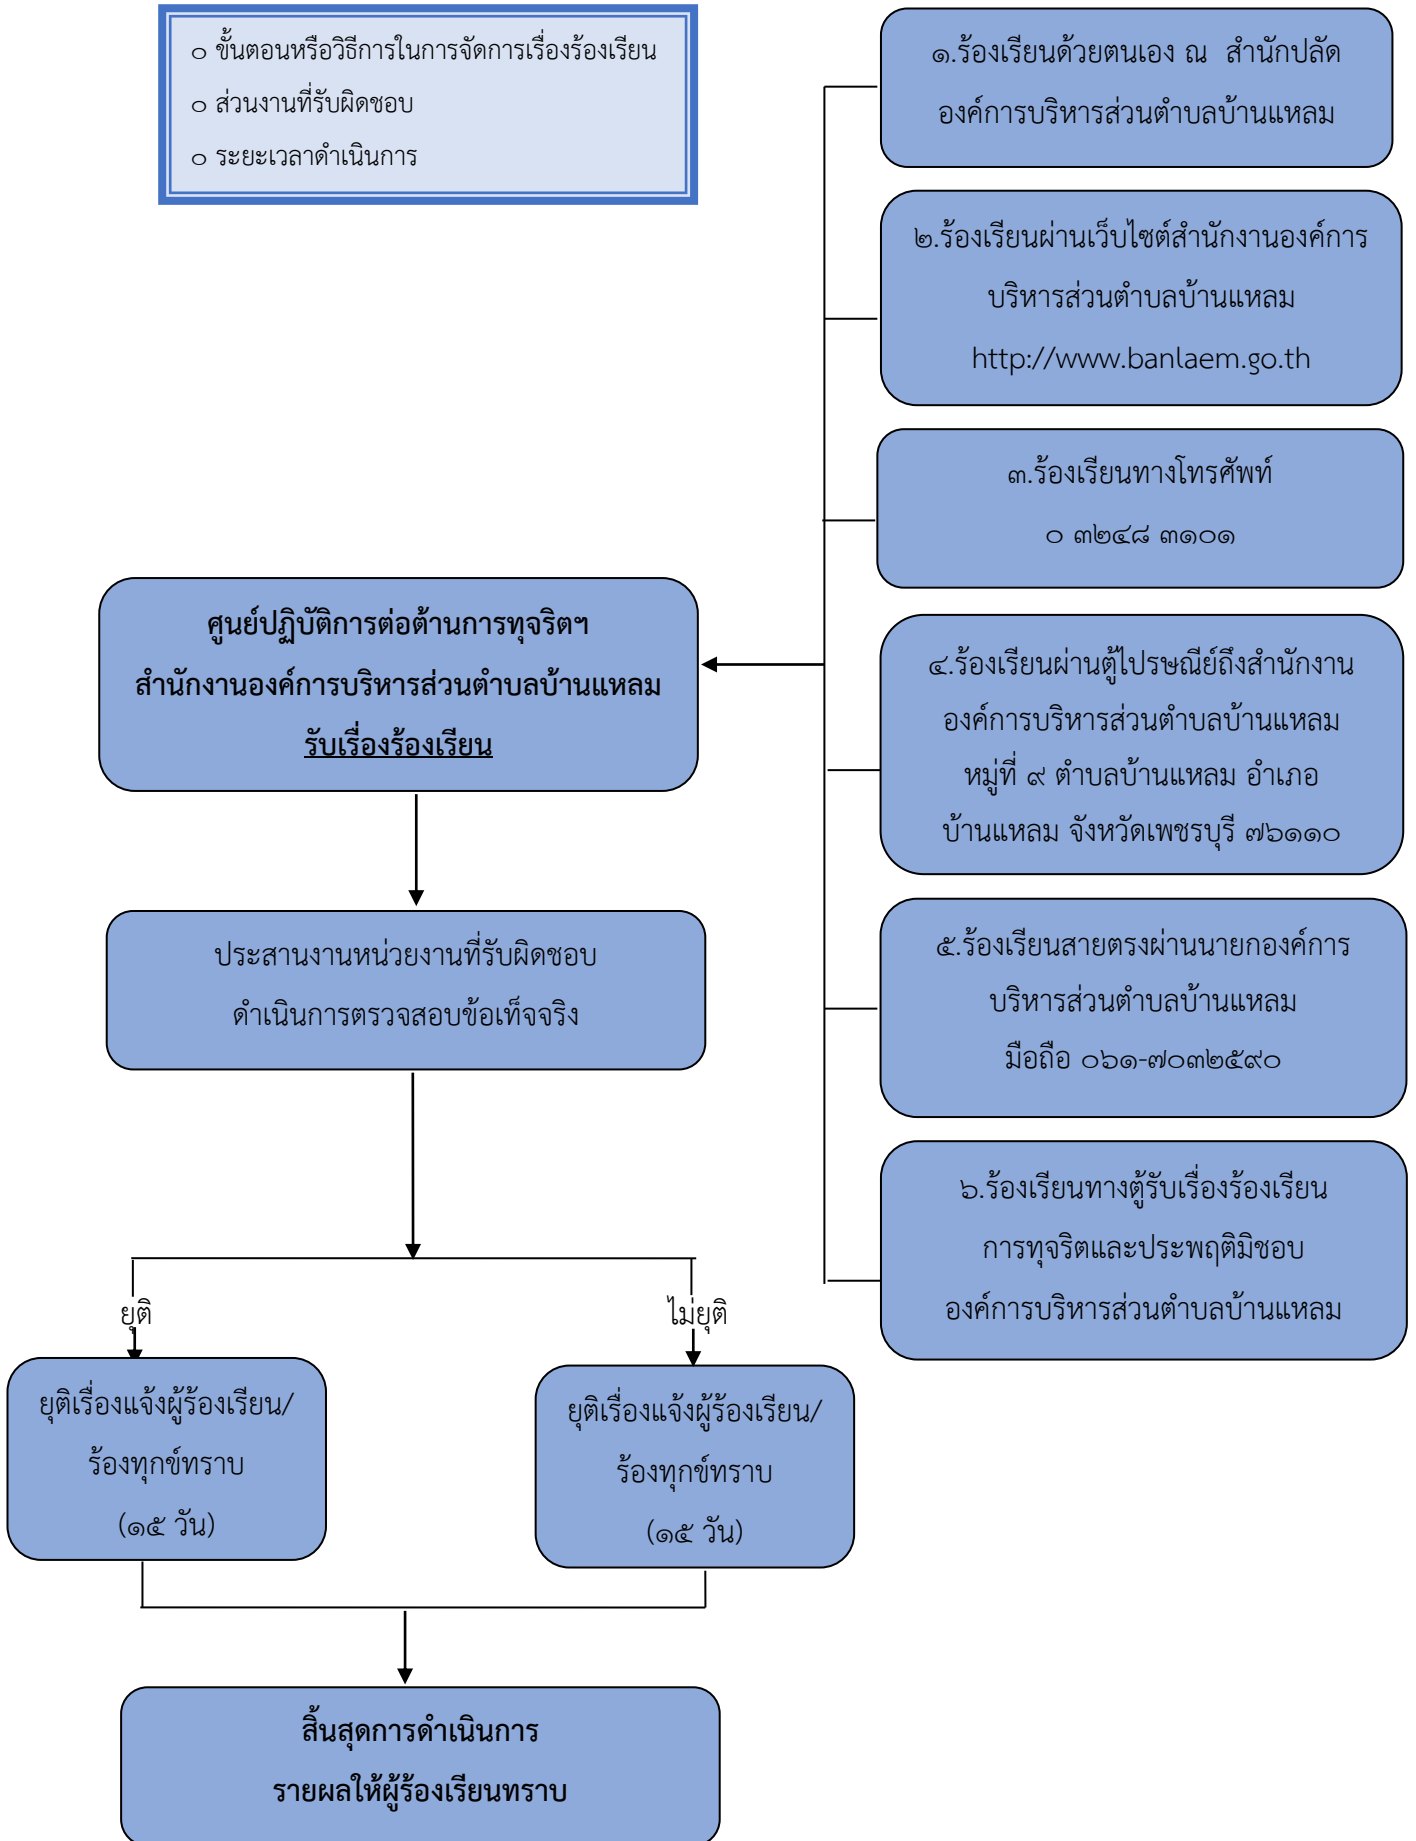 o ขั้นตอนหรือวิธีการในการจัดการเรื่องร้องเรียน
o ส่วนงานที่รับผิดชอบ
o ระยะเวลาดำเนินการ
๑.ร้องเรียนด้วยตนเอง ณ สำนักปลัด
องค์การบริหารส่วนตำบลบ้านแหลม
๒.ร้องเรียนผ่านเว็บไซต์สำนักงานองค์การ
บริหารส่วนตำบลบ้านแหลม
http://www.banlaem.go.th
๓.ร้องเรียนทางโทรศัพท์
๐ ๓๒๔๘ ๓๑๐๑
๔.ร้องเรียนผ่านตู้ไปรษณีย์ถึงสำนักงาน
องค์การบริหารส่วนตำบลบ้านแหลม
หมู่ที่ ๙ ตำบลบ้านแหลม อำเภอ
บ้านแหลม จังหวัดเพชรบุรี ๗๖๑๑๐
๕.ร้องเรียนสายตรงผ่านนายกองค์การ
บริหารส่วนตำบลบ้านแหลม
มือถือ ๐๖๑-๗๐๓๒๕๙๐
๖.ร้องเรียนทางตู้รับเรื่องร้องเรียน
การทุจริตและประพฤติมิชอบ
องค์การบริหารส่วนตำบลบ้านแหลม
ศูนย์ปฏิบัติการต่อต้านการทุจริตฯ
สำนักงานองค์การบริหารส่วนตำบลบ้านแหลม
รับเรื่องร้องเรียน
ประสานงานหน่วยงานที่รับผิดชอบ
ดำเนินการตรวจสอบข้อเท็จจริง
ยุติ
ไม่ยุติ
ยุติเรื่องแจ้งผู้ร้องเรียน/
ร้องทุกข์ทราบ
(๑๕ วัน)
ยุติเรื่องแจ้งผู้ร้องเรียน/
ร้องทุกข์ทราบ
(๑๕ วัน)
สิ้นสุดการดำเนินการ
รายผลให้ผู้ร้องเรียนทราบ